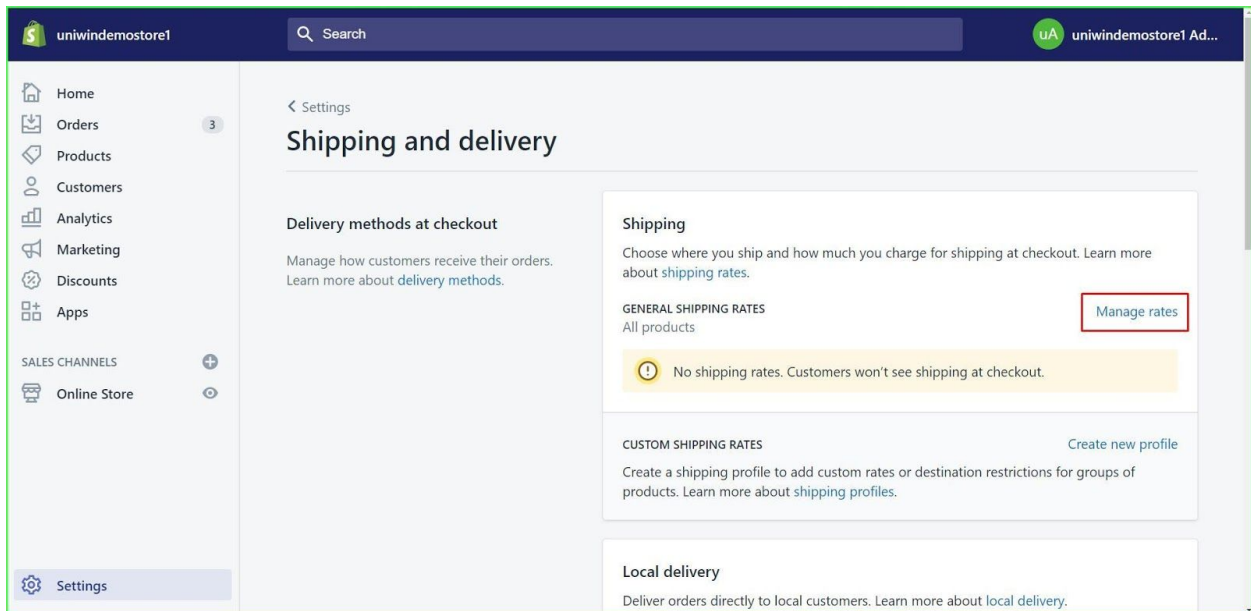 uniwindemostore1
Search
uA
uniwindemostore1 Ad...
Home
Orders
3
Products
Customers
Analytics
Marketing
Discounts
Apps
SALES CHANNELS
Online Store
Settings
Settings
Shipping and delivery
Delivery methods at checkout
Manage how customers receive their orders.
Learn more about delivery methods.
Shipping
Choose where you ship and how much you charge for shipping at checkout. Learn more
about shipping rates.
GENERAL SHIPPING RATES
Manage rates
All products
No shipping rates. Customers won't see shipping at checkout.
CUSTOM SHIPPING RATES
Create new profile
Create a shipping profile to add custom rates or destination restrictions for groups of
products. Learn more about shipping profiles.
Local delivery
Deliver orders directly to local customers. Learn more about local delivery.